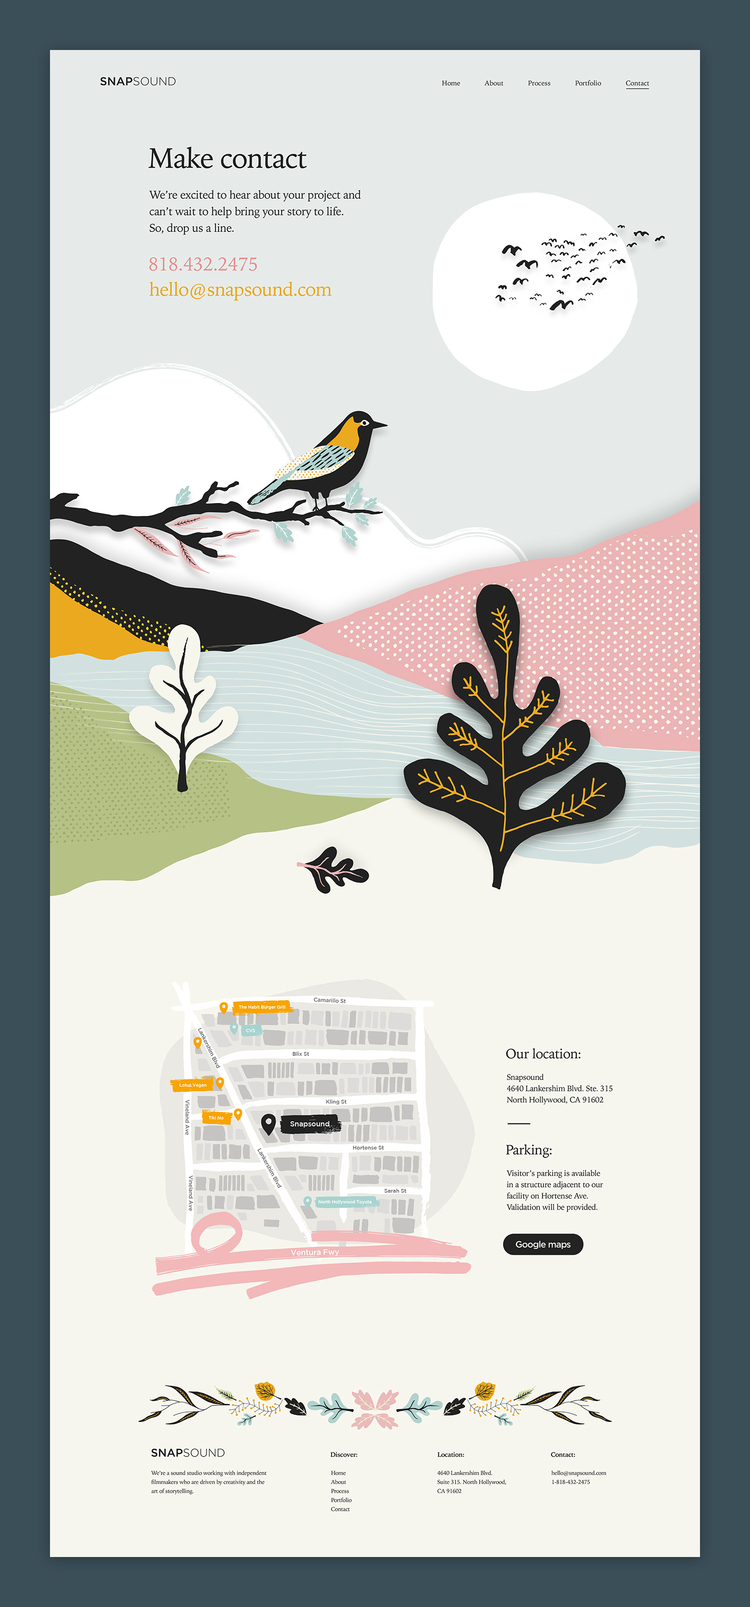 SNAPSOUND
Home About Process Portfolio Contact
Make contact
We're excited to hear about your project and
can't wait to help bring your story to life.
So, drop us a line.
818.432.2475
hello@snapsound.com
Camarillo St
The Habit Burger Grill
CVS
Lankershim Blvd
Blix St
Lotus Vegan
Kling St
Tiki No
Vineland Ave
Snapsound
Hortense St
Lankershim Blvd
Vineland Ave
Sarah St
North Hollywood Toyota
Ventura Fwy
Our location:
Snapsound
4640 Lankershim Blvd. Ste. 315
North Hollywood, CA 91602
Parking:
Visitor's parking is available
in a structure adjacent to our
facility on Hortense Ave.
Validation will be provided.
Google maps
SNAPSOUND
We're a sound studio working with independent
filmmakers who are driven by creativity and the
art of storytelling.
Discover:
Home
About
Process
Portfolio
Contact
Location:
4640 Lankershim Blvd.
Suite 315. North Hollywood,
CA 91602
Contact:
hello@snapsound.com
1-818-432-2475